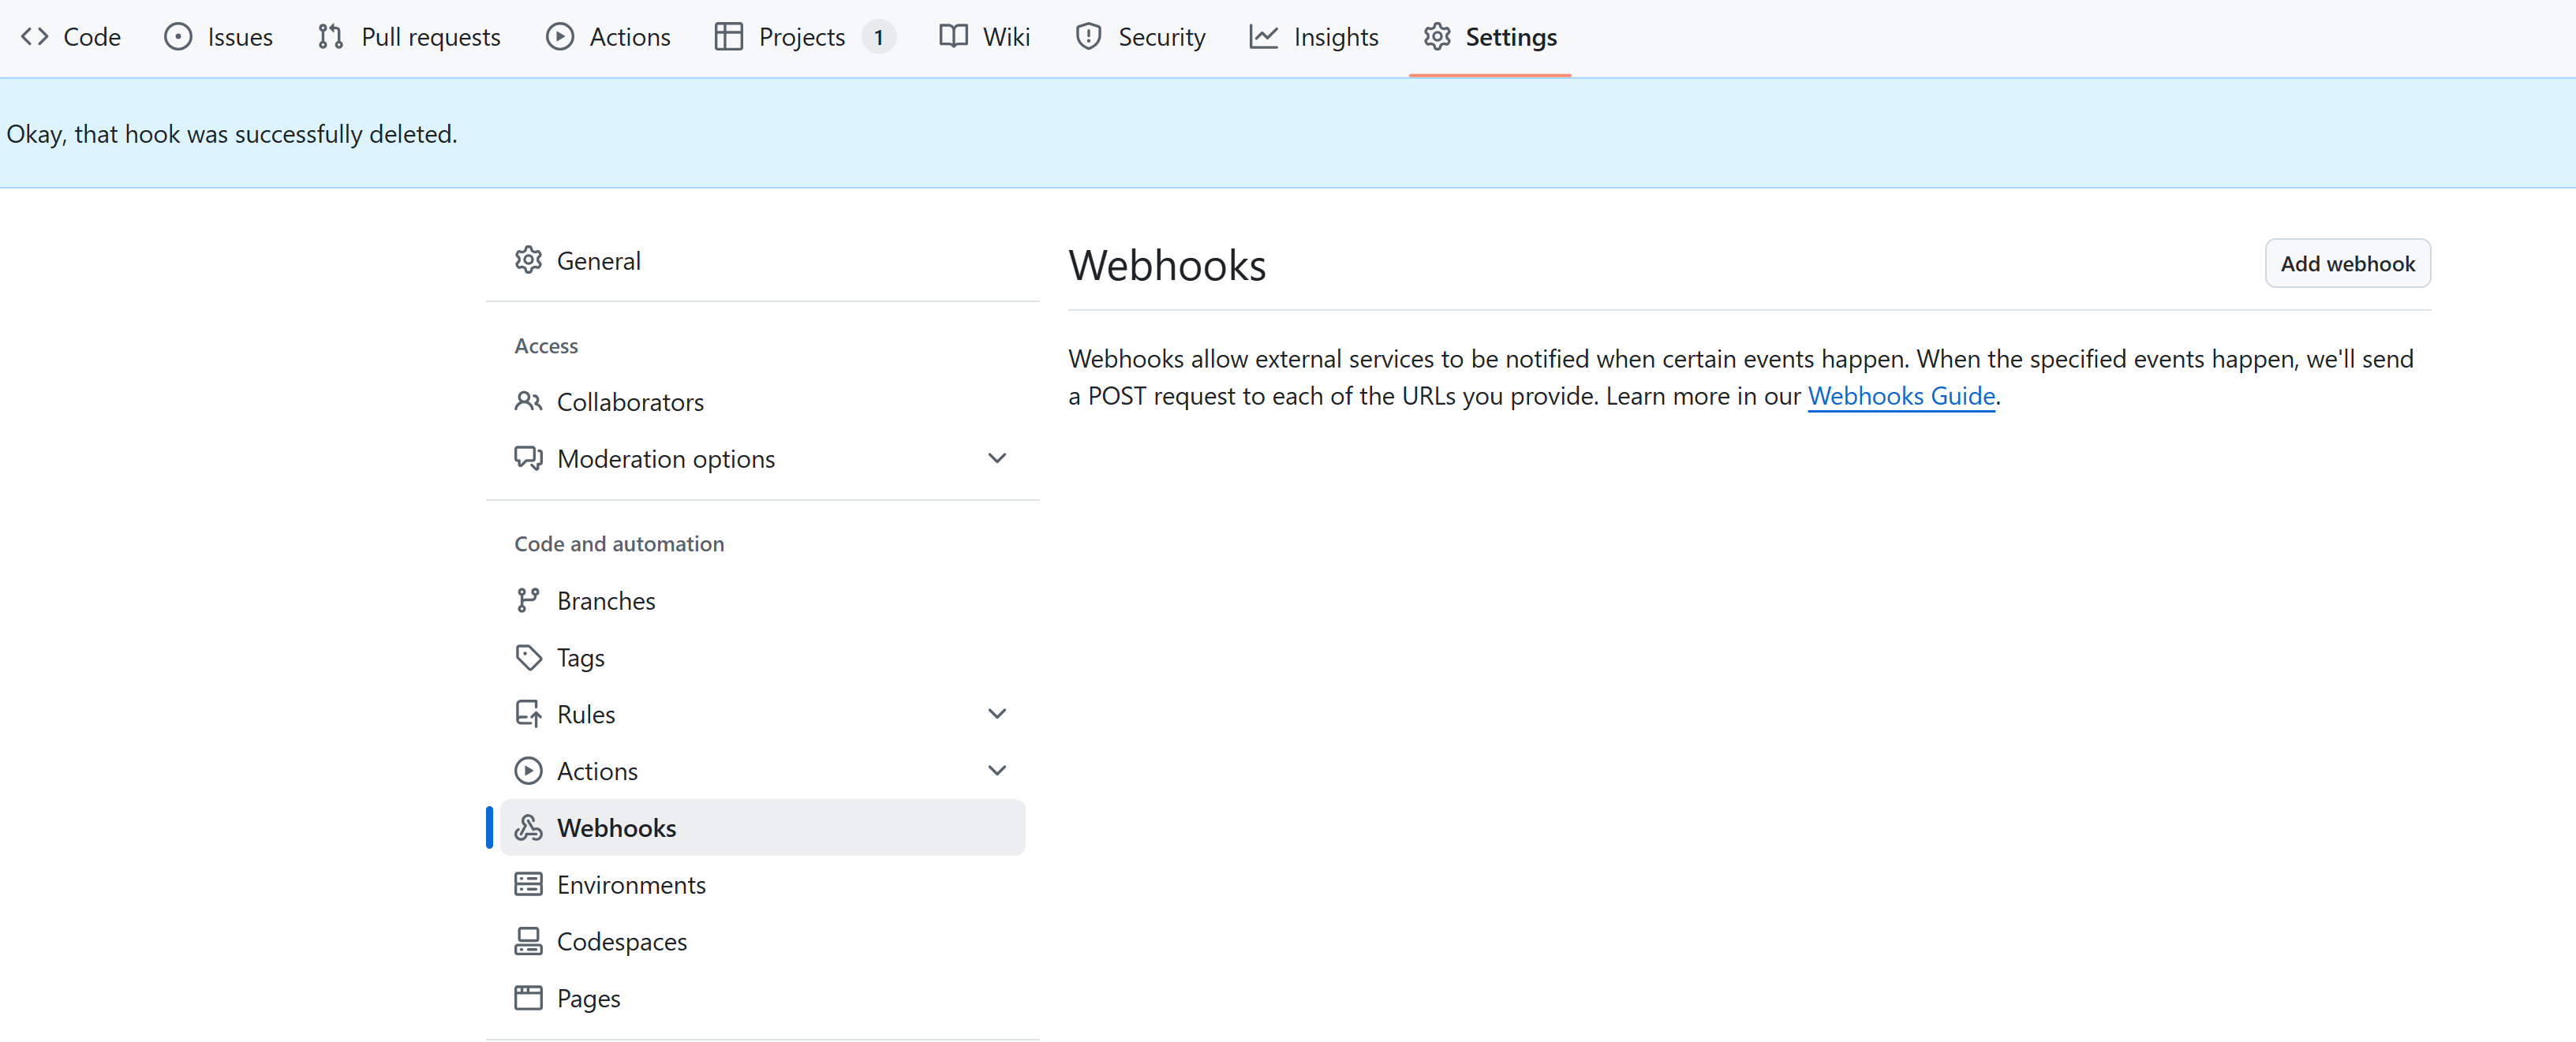 Code Issues Pull requests Actions Projects 1 Wiki Security Insights Settings
Okay, that hook was successfully deleted.
General
Access
Collaborators
Moderation options
Code and automation
Branches
Tags
Rules
Actions
Webhooks
Environments
Codespaces
Pages
Webhooks
Add webhook
Webhooks allow external services to be notified when certain events happen. When the specified events happen, we'll send
a POST request to each of the URLs you provide. Learn more in our Webhooks Guide.